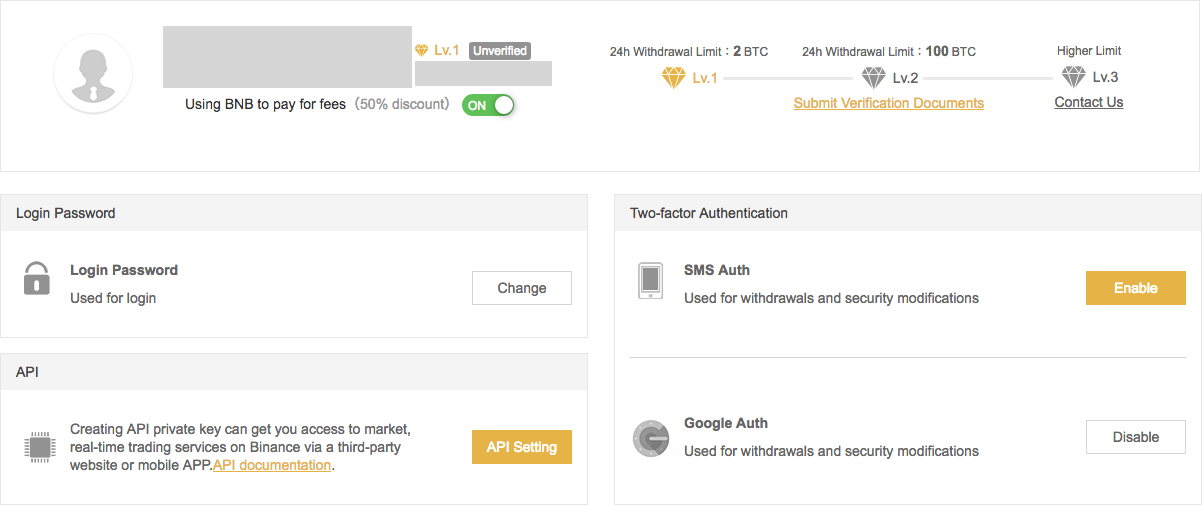 Lv.1 Unverified
Using BNB to pay for fees (50% discount) ON
24h Withdrawal Limit : 2 BTC
Lv.1
24h Withdrawal Limit : 100 BTC
Lv.2
Submit Verification Documents
Higher Limit
Lv.3
Contact Us
Login Password
Login Password
Used for login
Change
API
Creating API private key can get you access to market,
real-time trading services on Binance via a third-party
website or mobile APP.API documentation.
API Setting
Two-factor Authentication
SMS Auth
Used for withdrawals and security modifications
Enable
Google Auth
Used for withdrawals and security modifications
Disable